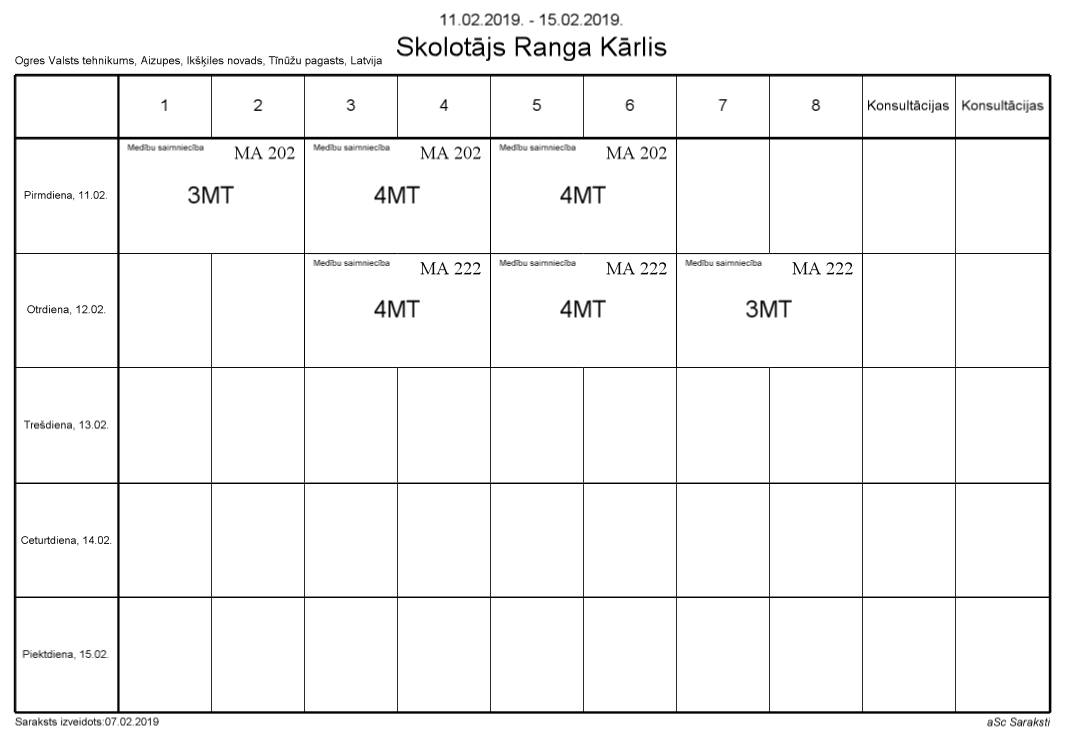 11.02.2019. - 15.02.2019.
Skolotājs Ranga Kārlis
Ogres Valsts tehnikums, Aizupes, Ikšķiles novads, Tīnūžu pagasts, Latvija
1 2 3 4 5 6 7 8 Konsultācijas Konsultācijas
Medību saimniecība MA 202 Medību saimniecība MA 202 Medību saimniecība MA 202
Pirmdiena, 11.02. 3MT 4MT 4MT
Medību saimniecība MA 222 Medību saimniecība MA 222 Medību saimniecība MA 222
Otrdiena, 12.02. 4MT 4MT 3MT
Trešdiena, 13.02.
Ceturtdiena, 14.02.
Piektdiena, 15.02.
Saraksts izveidots:07.02.2019 aSc Saraksti